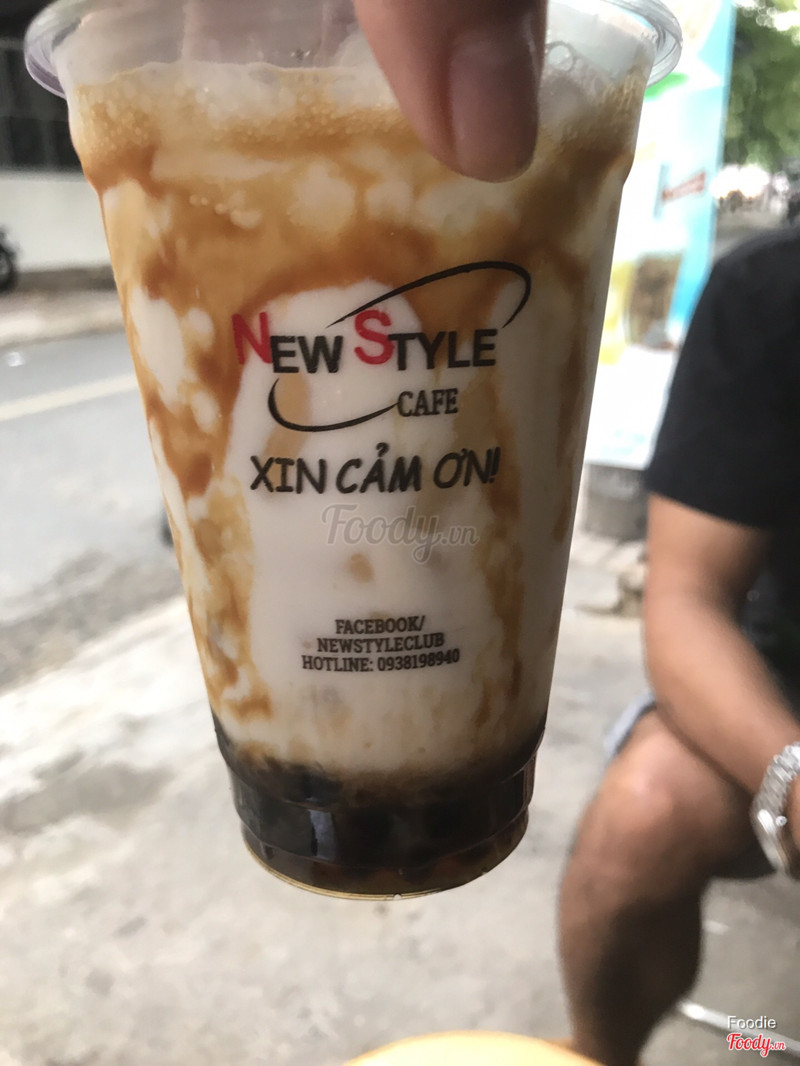 NEW STYLE
CAFE
XIN CẢM ƠN!
Foody.vn
FACEBOOK/
NEWSTYLECLUB
HOTLINE: 0938198940
Foodie
Foody.vn